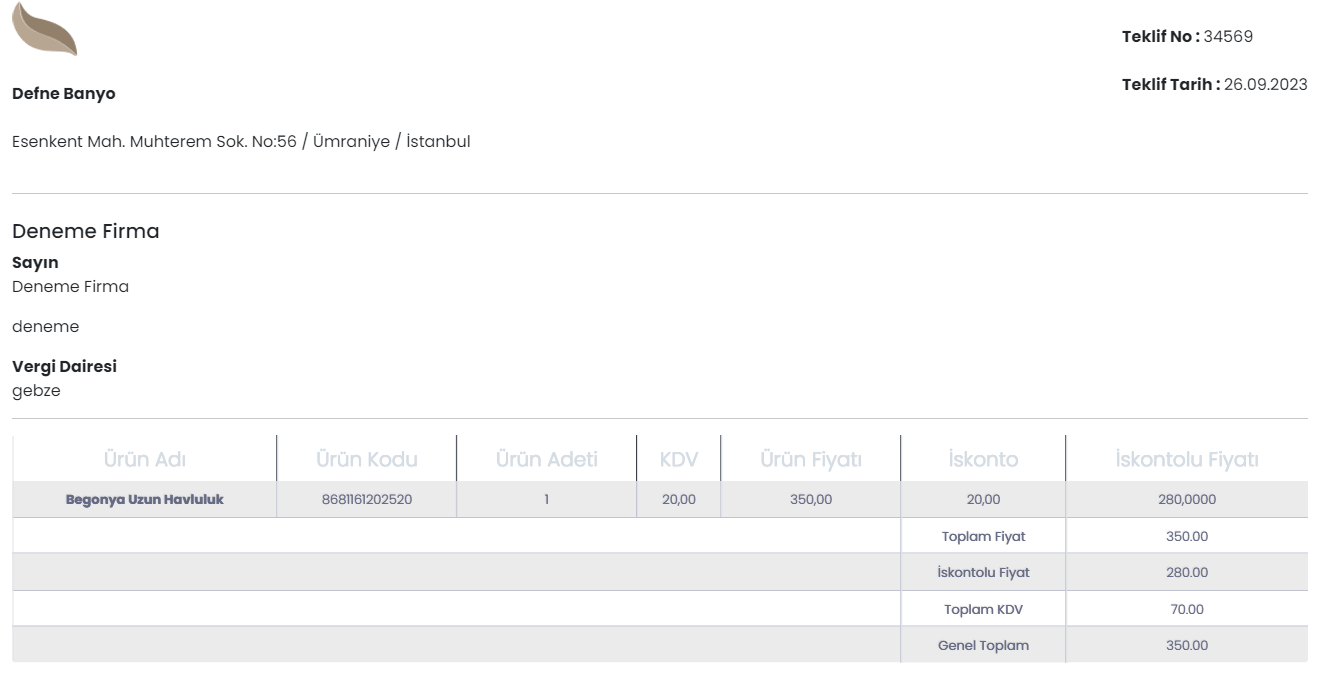 Teklif No : 34569
Teklif Tarih : 26.09.2023
Defne Banyo
Esenkent Mah. Muhterem Sok. No:56 / Ümraniye / İstanbul
Deneme Firma
Sayın
Deneme Firma
deneme
Vergi Dairesi
gebze
Ürün Adı Ürün Kodu Ürün Adeti KDV Ürün Fiyatı İskonto İskontolu Fiyatı
Begonya Uzun Havluluk 8681161202520 1 20,00 350,00 20,00 280,0000
Toplam Fiyat 350.00
İskontolu Fiyat 280.00
Toplam KDV 70.00
Genel Toplam 350.00